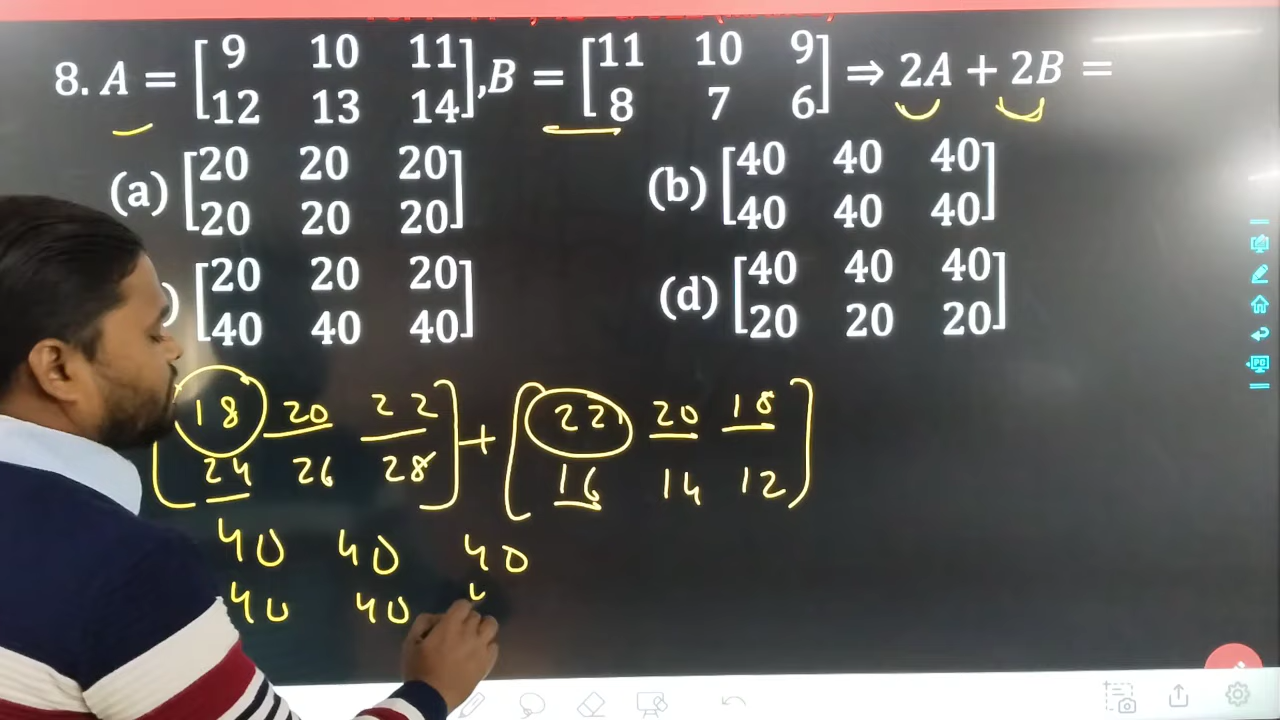 8. A = [9 10 11
12 13 14], B = [11 10 9
8 7 6] ⇒ 2A + 2B =
(a) [20 20 20
20 20 20]
(b) [40 40 40
40 40 40]
) [20 20 20
40 40 40]
(d) [40 40 40
20 20 20]
[18 20 22
24 26 28] + [22 20 18
16 14 12]
40 40 40
40 40 4